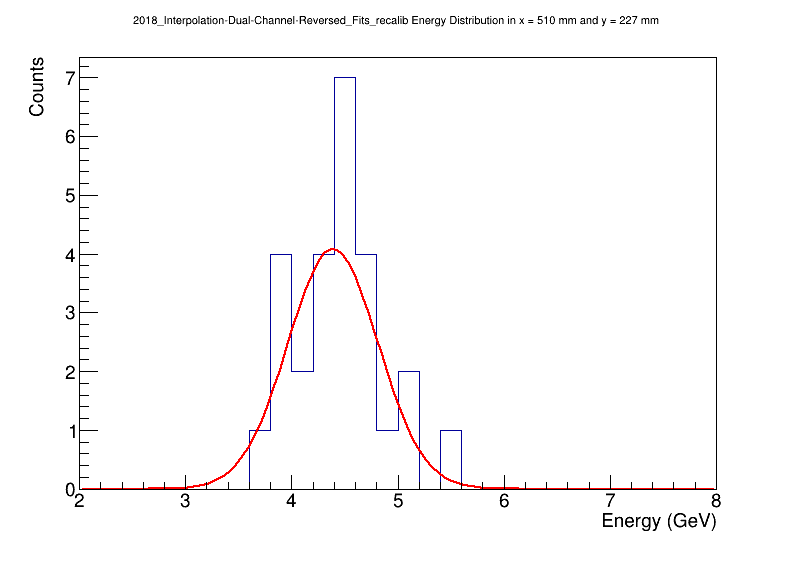 2018_Interpolation-Dual-Channel-Reversed_Fits_recalib Energy Distribution in x = 510 mm and y = 227 mm
Counts
7
6
5
4
3
2
1
0
2 3 4 5 6 7 8
Energy (GeV)